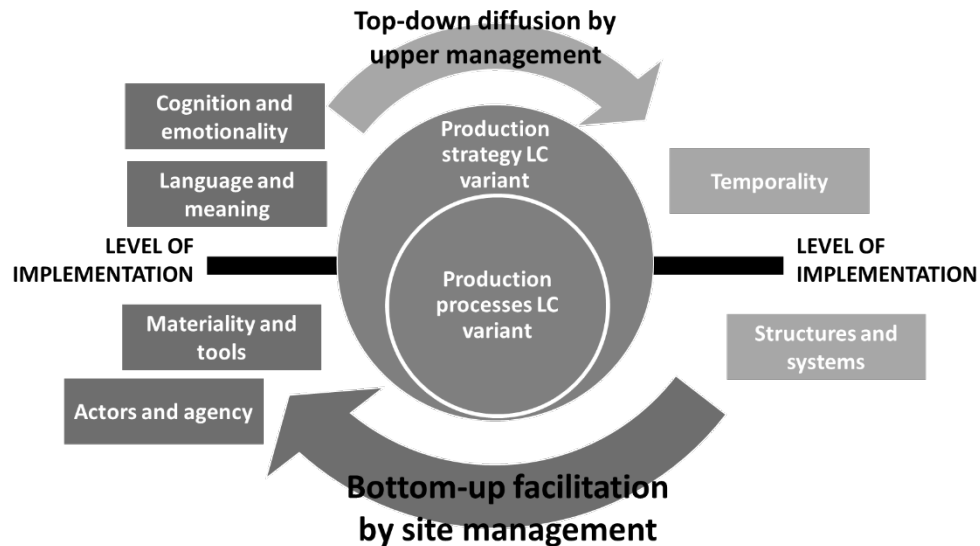 Top-down diffusion by
upper management
Cognition and
emotionality
Production
strategy LC
variant
Language and
meaning
Temporality
LEVEL OF
IMPLEMENTATION
LEVEL OF
IMPLEMENTATION
Production
processes LC
variant
Materiality and
tools
Structures and
systems
Actors and agency
Bottom-up facilitation
by site management